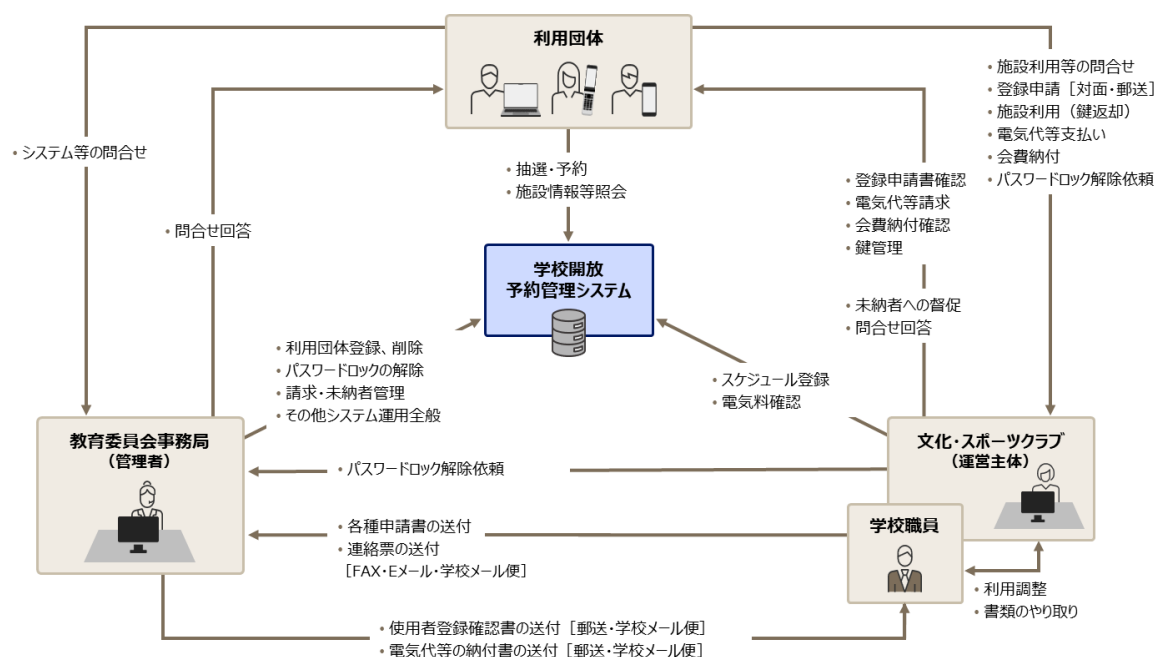 利用団体
・施設利用等の問合せ
・登録申請［対面・郵送］
・施設利用（鍵返却）
・電気代等支払い
・会費納付
・パスワードロック解除依頼
・システム等の問合せ
・抽選・予約
・施設情報等照会
・登録申請書確認
・電気代等請求
・会費納付確認
・鍵管理
・問合せ回答
学校開放
予約管理システム
・未納者への督促
・問合せ回答
・利用団体登録、削除
・パスワードロックの解除
・請求・未納者管理
・その他システム運用全般
・スケジュール登録
・電気料確認
教育委員会事務局
（管理者）
文化・スポーツクラブ
（運営主体）
・パスワードロック解除依頼
・各種申請書の送付
・連絡票の送付
［FAX・Eメール・学校メール便］
学校職員
・利用調整
・書類のやり取り
・使用者登録確認書の送付［郵送・学校メール便］
・電気代等の納付書の送付［郵送・学校メール便］